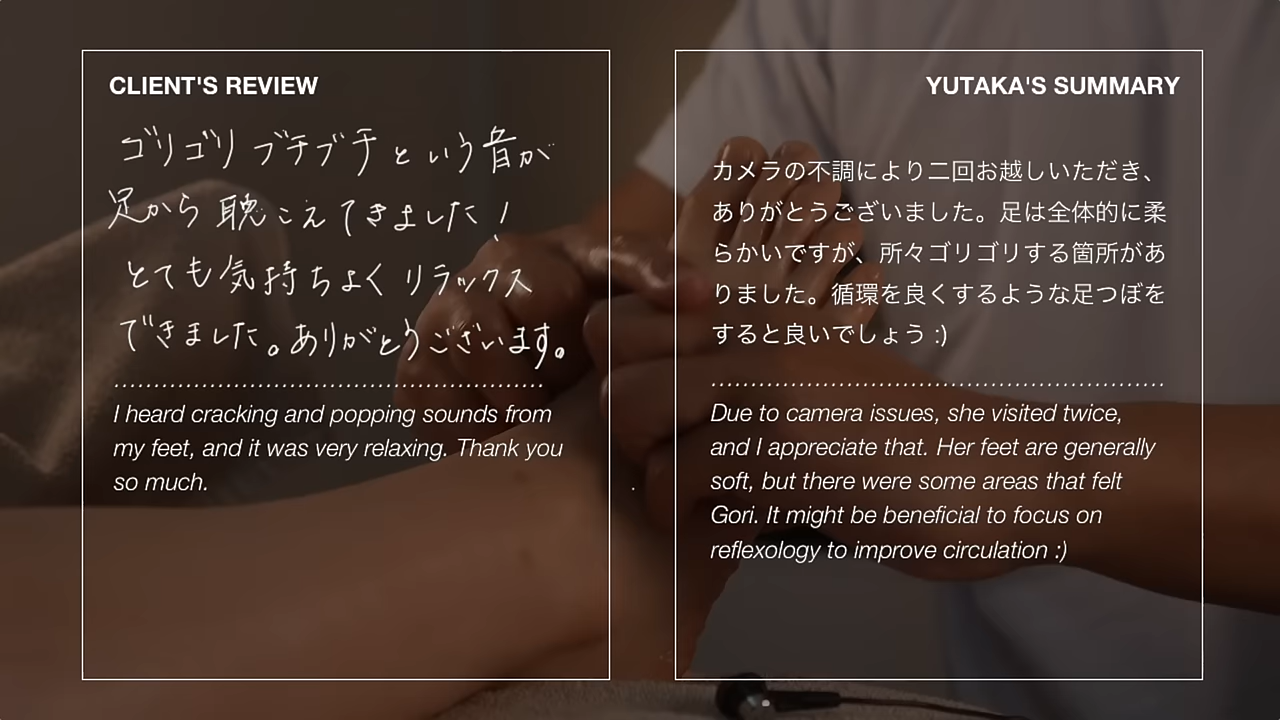 CLIENT'S REVIEW
ゴリゴリ ブチブチ という音が
足から 聴こえてきました！
とても気持ちよく リラックス
できました。ありがとうございます。
I heard cracking and popping sounds from
my feet, and it was very relaxing. Thank you
so much.
YUTAKA'S SUMMARY
カメラの不調により二回お越しいただき、
ありがとうございました。足は全体的に柔
らかいですが、所々ゴリゴリする箇所があ
りました。循環を良くするような足つぼを
すると良いでしょう :)
Due to camera issues, she visited twice,
and I appreciate that. Her feet are generally
soft, but there were some areas that felt
Gori. It might be beneficial to focus on
reflexology to improve circulation :)